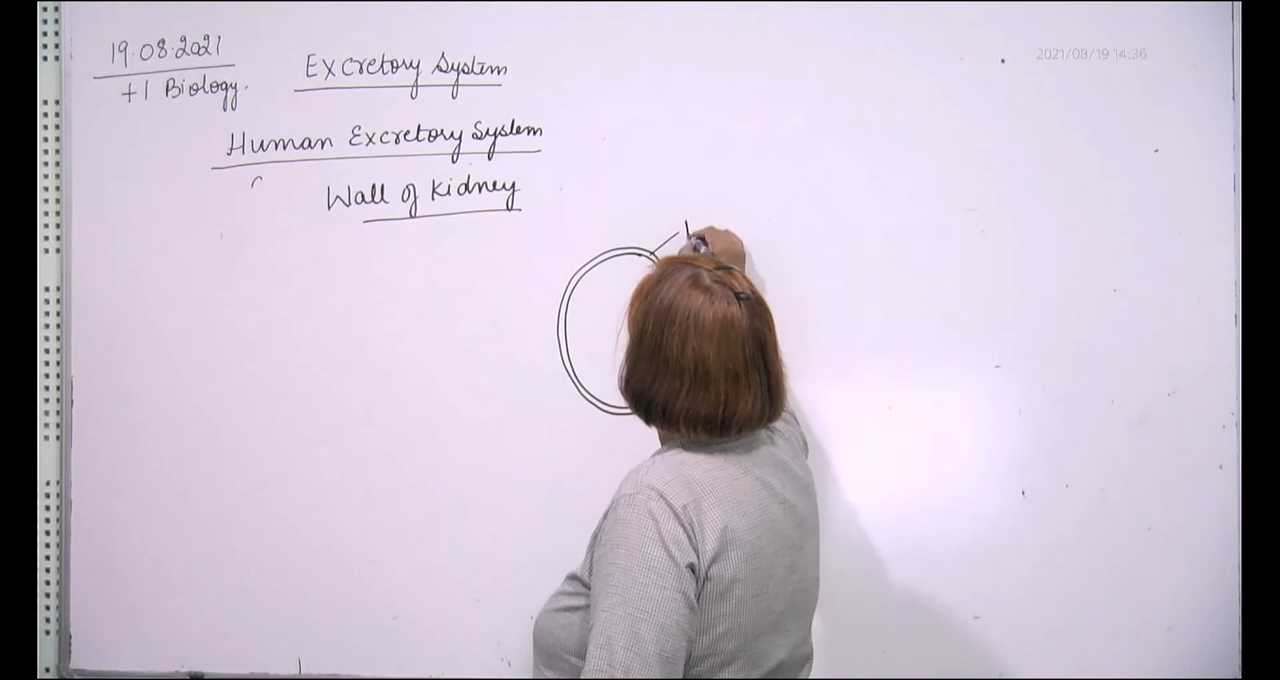 19.08.2021
+1 Biology.
Excretory System
Human Excretory System
Wall of Kidney
2021/08/19 14:36